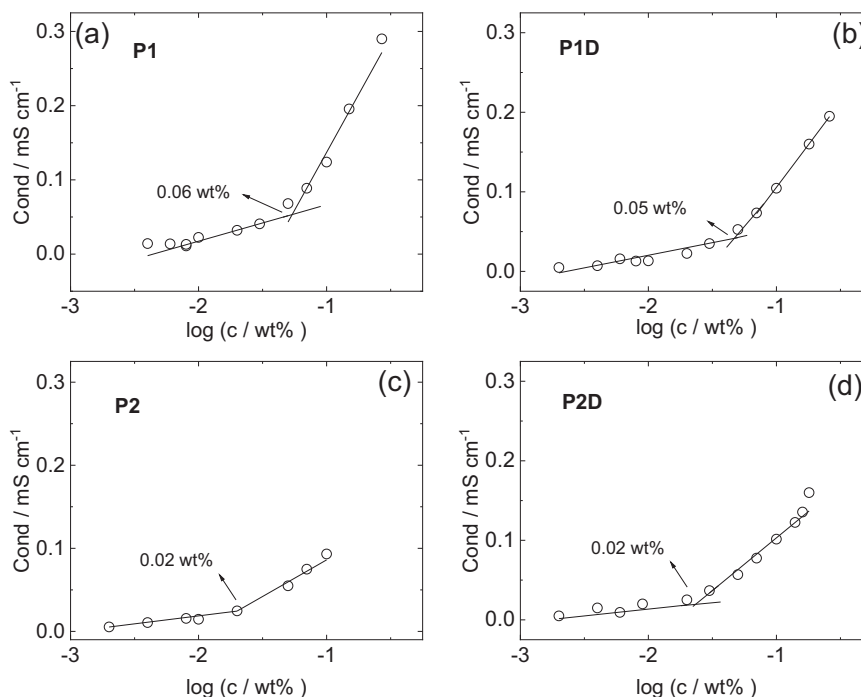 (a)
P1
0.3
0.2
0.1
0.0
Cond / mS cm-1
0.06 wt%
-3
-2
-1
log (c / wt% )
(b)
P1D
0.3
0.2
0.1
0.0
Cond / mS cm-1
0.05 wt%
-3
-2
-1
log (c / wt% )
(c)
P2
0.3
0.2
0.1
0.0
Cond / mS cm-1
0.02 wt%
-3
-2
-1
log (c / wt% )
(d)
P2D
0.3
0.2
0.1
0.0
Cond / mS cm-1
0.02 wt%
-3
-2
-1
log (c / wt% )